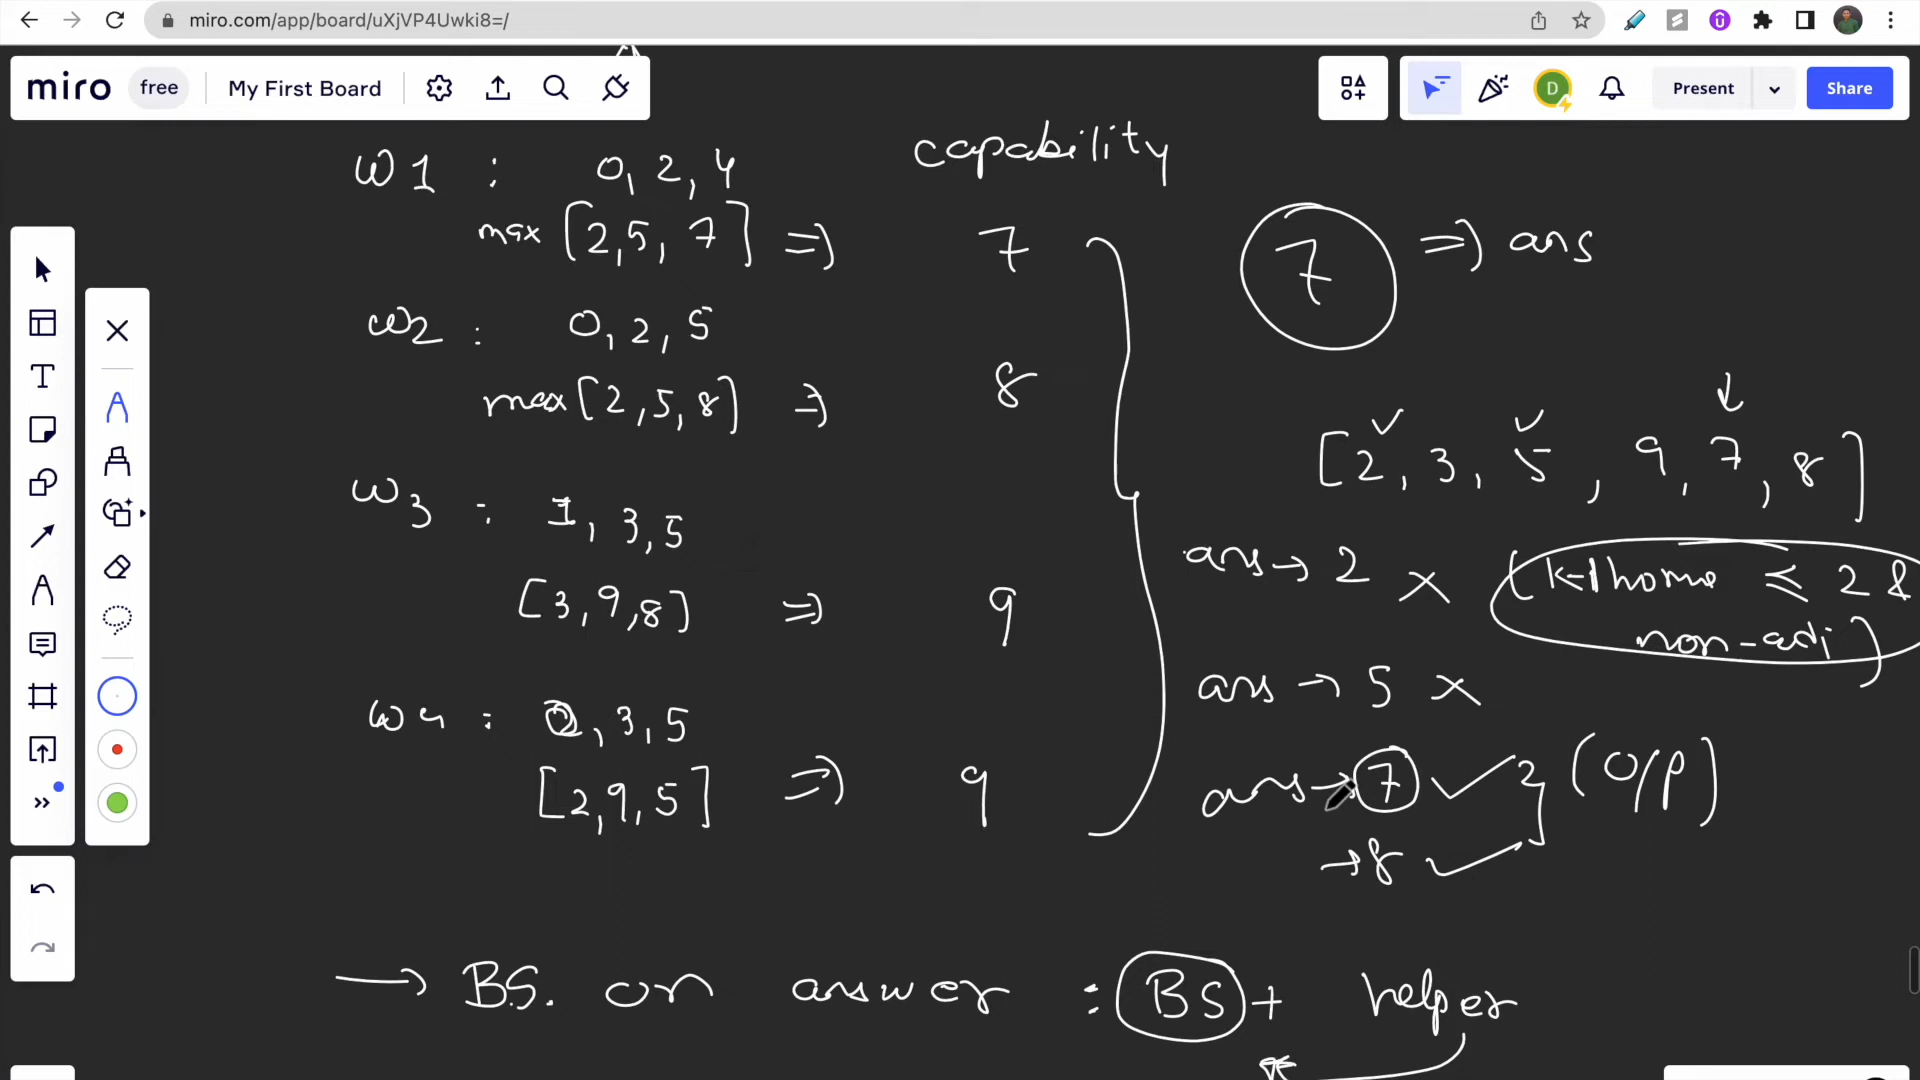 miro.com/app/board/uXjVP4Uwki8=/
miro free My First Board
D Present Share
w1 : 0, 2, 4
max [2,5, 7] => 7
w2 : 0, 2, 5
max [2,5,8] => 8
w3 : 1, 3,5
[3,9,8] => 9
w4 : 0, 3, 5
[2,9,5] => 9
capability
7 => ans
[2, 3, 5, 9, 7, 8]
ans → 2 × (k-1 home ≤ 2 &
non-adj)
ans → 5 ×
ans → 7 ✓ } (O/P)
→ 8 ✓
→ B.S. on answer : BS + helper